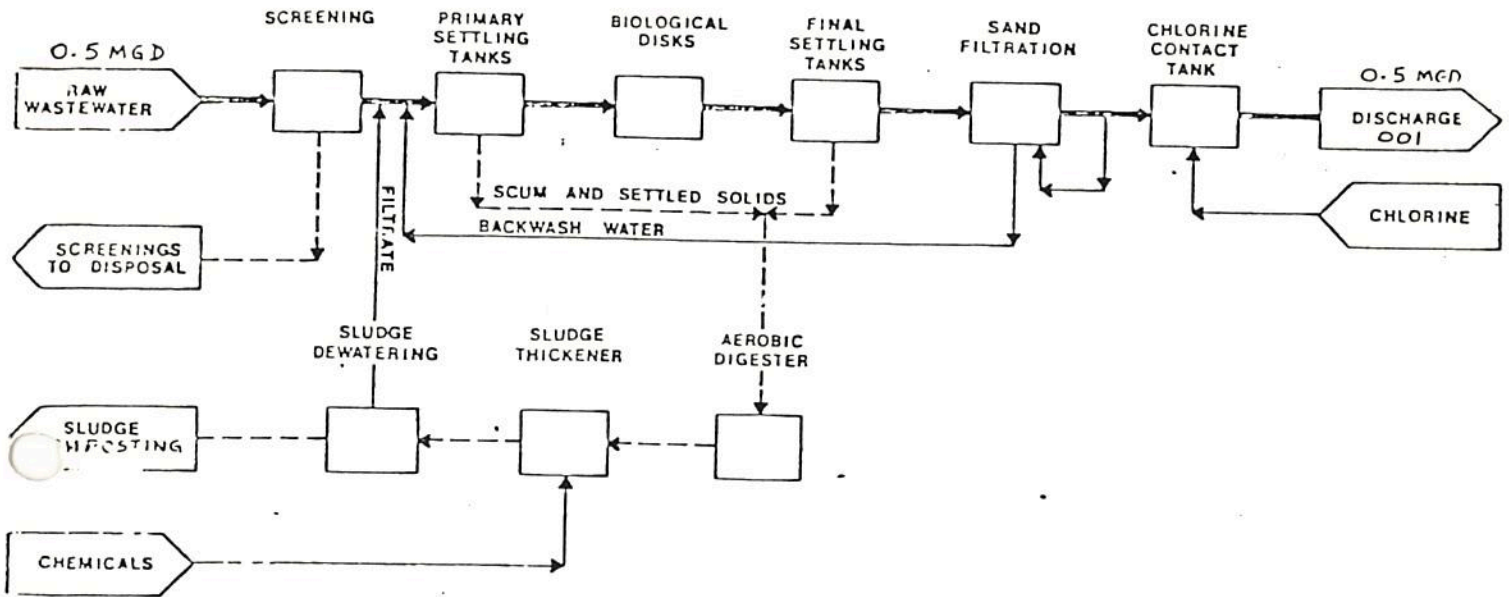 SCREENING
PRIMARY
SETTLING
TANKS
BIOLOGICAL
DISKS
FINAL
SETTLING
TANKS
SAND
FILTRATION
CHLORINE
CONTACT
TANK
0.5 MGD
RAW
WASTEWATER
0.5 MGD
DISCHARGE
001
FILTRATE
SCUM AND SETTLED SOLIDS
BACKWASH WATER
CHLORINE
SCREENINGS
TO DISPOSAL
SLUDGE
DEWATERING
SLUDGE
THICKENER
AEROBIC
DIGESTER
SLUDGE
CHEMICALS